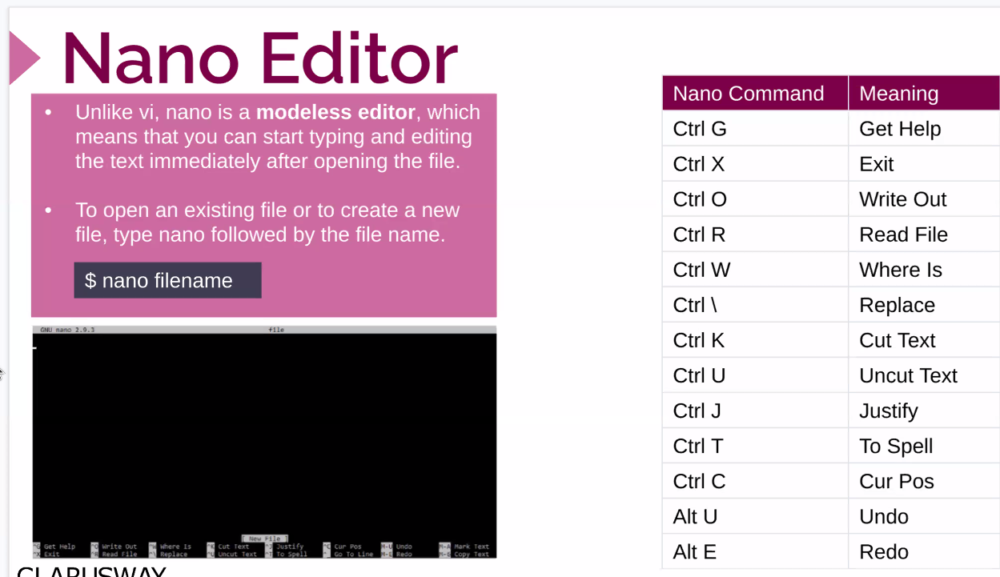 Nano Editor
• Unlike vi, nano is a modeless editor, which
means that you can start typing and editing
the text immediately after opening the file.
• To open an existing file or to create a new
file, type nano followed by the file name.
$ nano filename
Nano Command Meaning
Ctrl G Get Help
Ctrl X Exit
Ctrl O Write Out
Ctrl R Read File
Ctrl W Where Is
Ctrl \ Replace
Ctrl K Cut Text
Ctrl U Uncut Text
Ctrl J Justify
Ctrl T To Spell
Ctrl C Cur Pos
Alt U Undo
Alt E Redo
GNU nano 2.9.3 file
[ New File ]
^G Get Help ^O Write Out ^W Where Is ^K Cut Text ^J Justify ^C Cur Pos M-U Undo M-A Mark Text
^X Exit ^R Read File ^\ Replace ^U Uncut Text ^T To Spell Go To Line M-E Redo M-6 Copy Text
CLARUSWAY